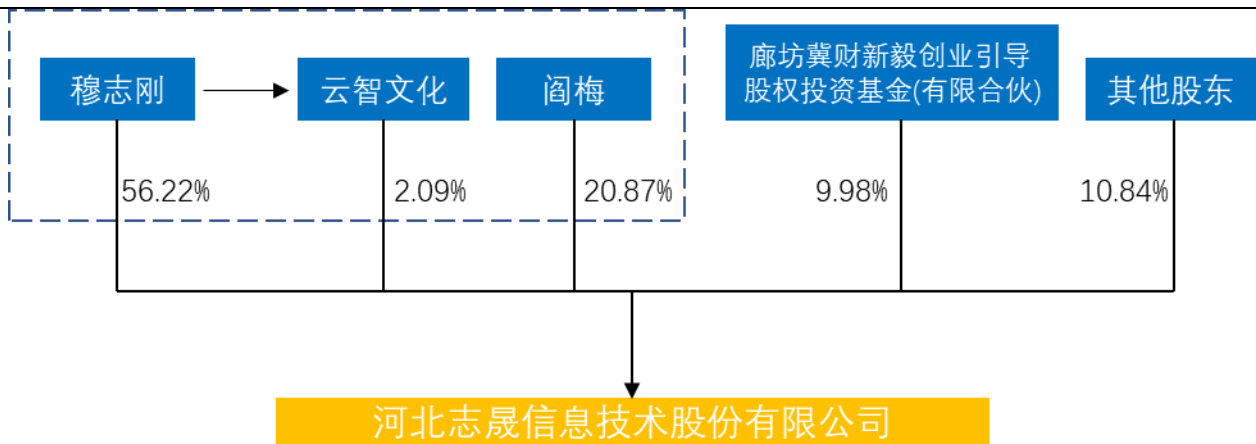 穆志刚
云智文化
阎梅
廊坊冀财新毅创业引导
股权投资基金(有限合伙)
其他股东
56.22%
2.09%
20.87%
9.98%
10.84%
河北志晟信息技术股份有限公司